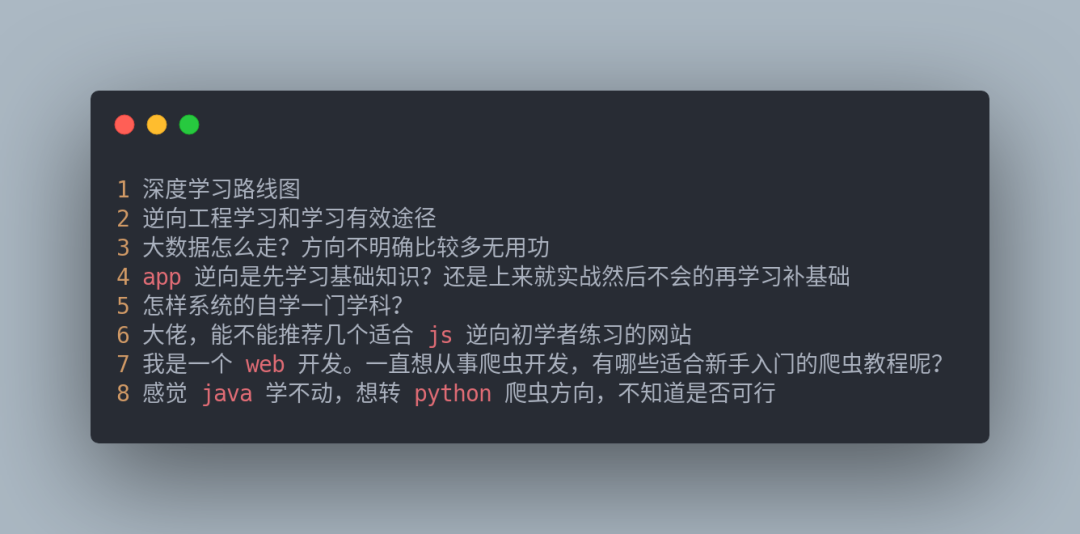 1 深度学习路线图
2 逆向工程学习和学习有效途径
3 大数据怎么走？方向不明确比较多无用功
4 app 逆向是先学习基础知识？还是上来就实战然后不会的再学习补基础
5 怎样系统的自学一门学科？
6 大佬，能不能推荐几个适合 js 逆向初学者练习的网站
7 我是一个 web 开发。一直想从事爬虫开发，有哪些适合新手入门的爬虫教程呢？
8 感觉 java 学不动，想转 python 爬虫方向，不知道是否可行